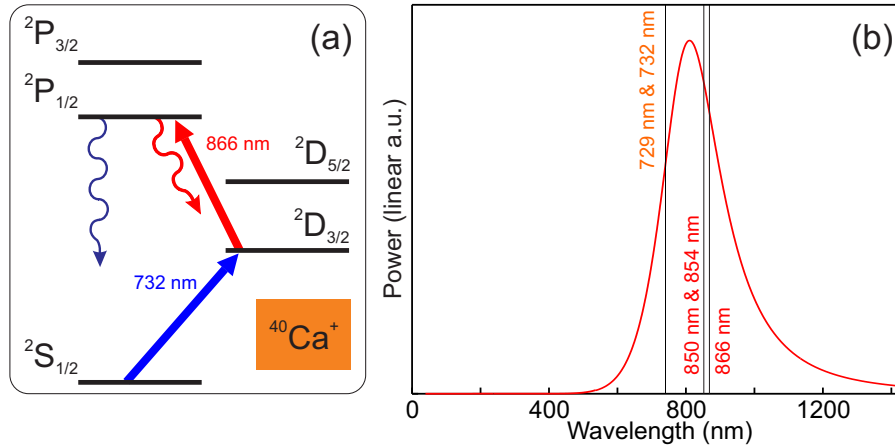 (a)
²P₃/₂
²P₁/₂
866 nm
²D₅/₂
²D₃/₂
732 nm
⁴⁰Ca⁺
²S₁/₂
(b)
Power (linear a.u.)
729 nm & 732 nm
850 nm & 854 nm
866 nm
0 400 800 1200
Wavelength (nm)